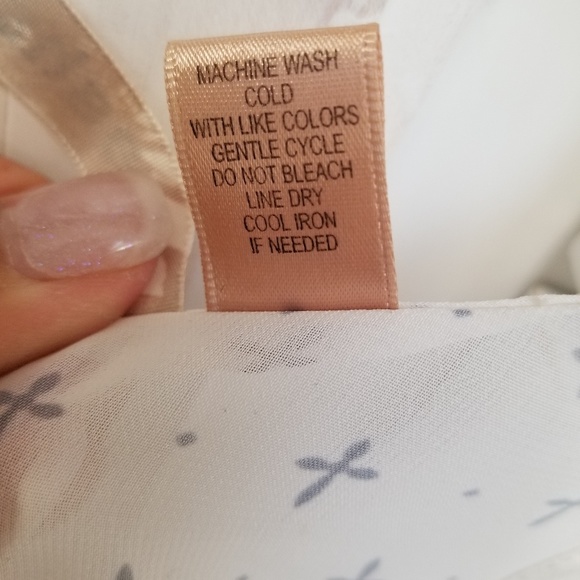 MACHINE WASH
COLD
WITH LIKE COLORS
GENTLE CYCLE
DO NOT BLEACH
LINE DRY
COOL IRON
IF NEEDED